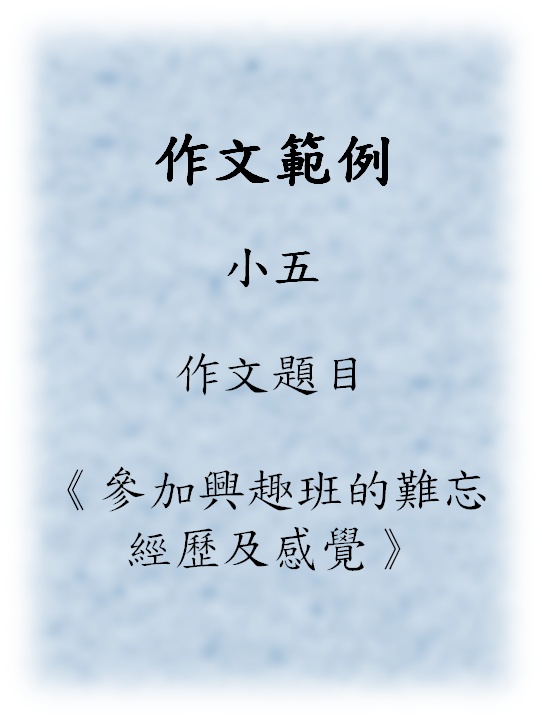 作文範例
小五
作文題目
《參加興趣班的難忘
經歷及感覺》